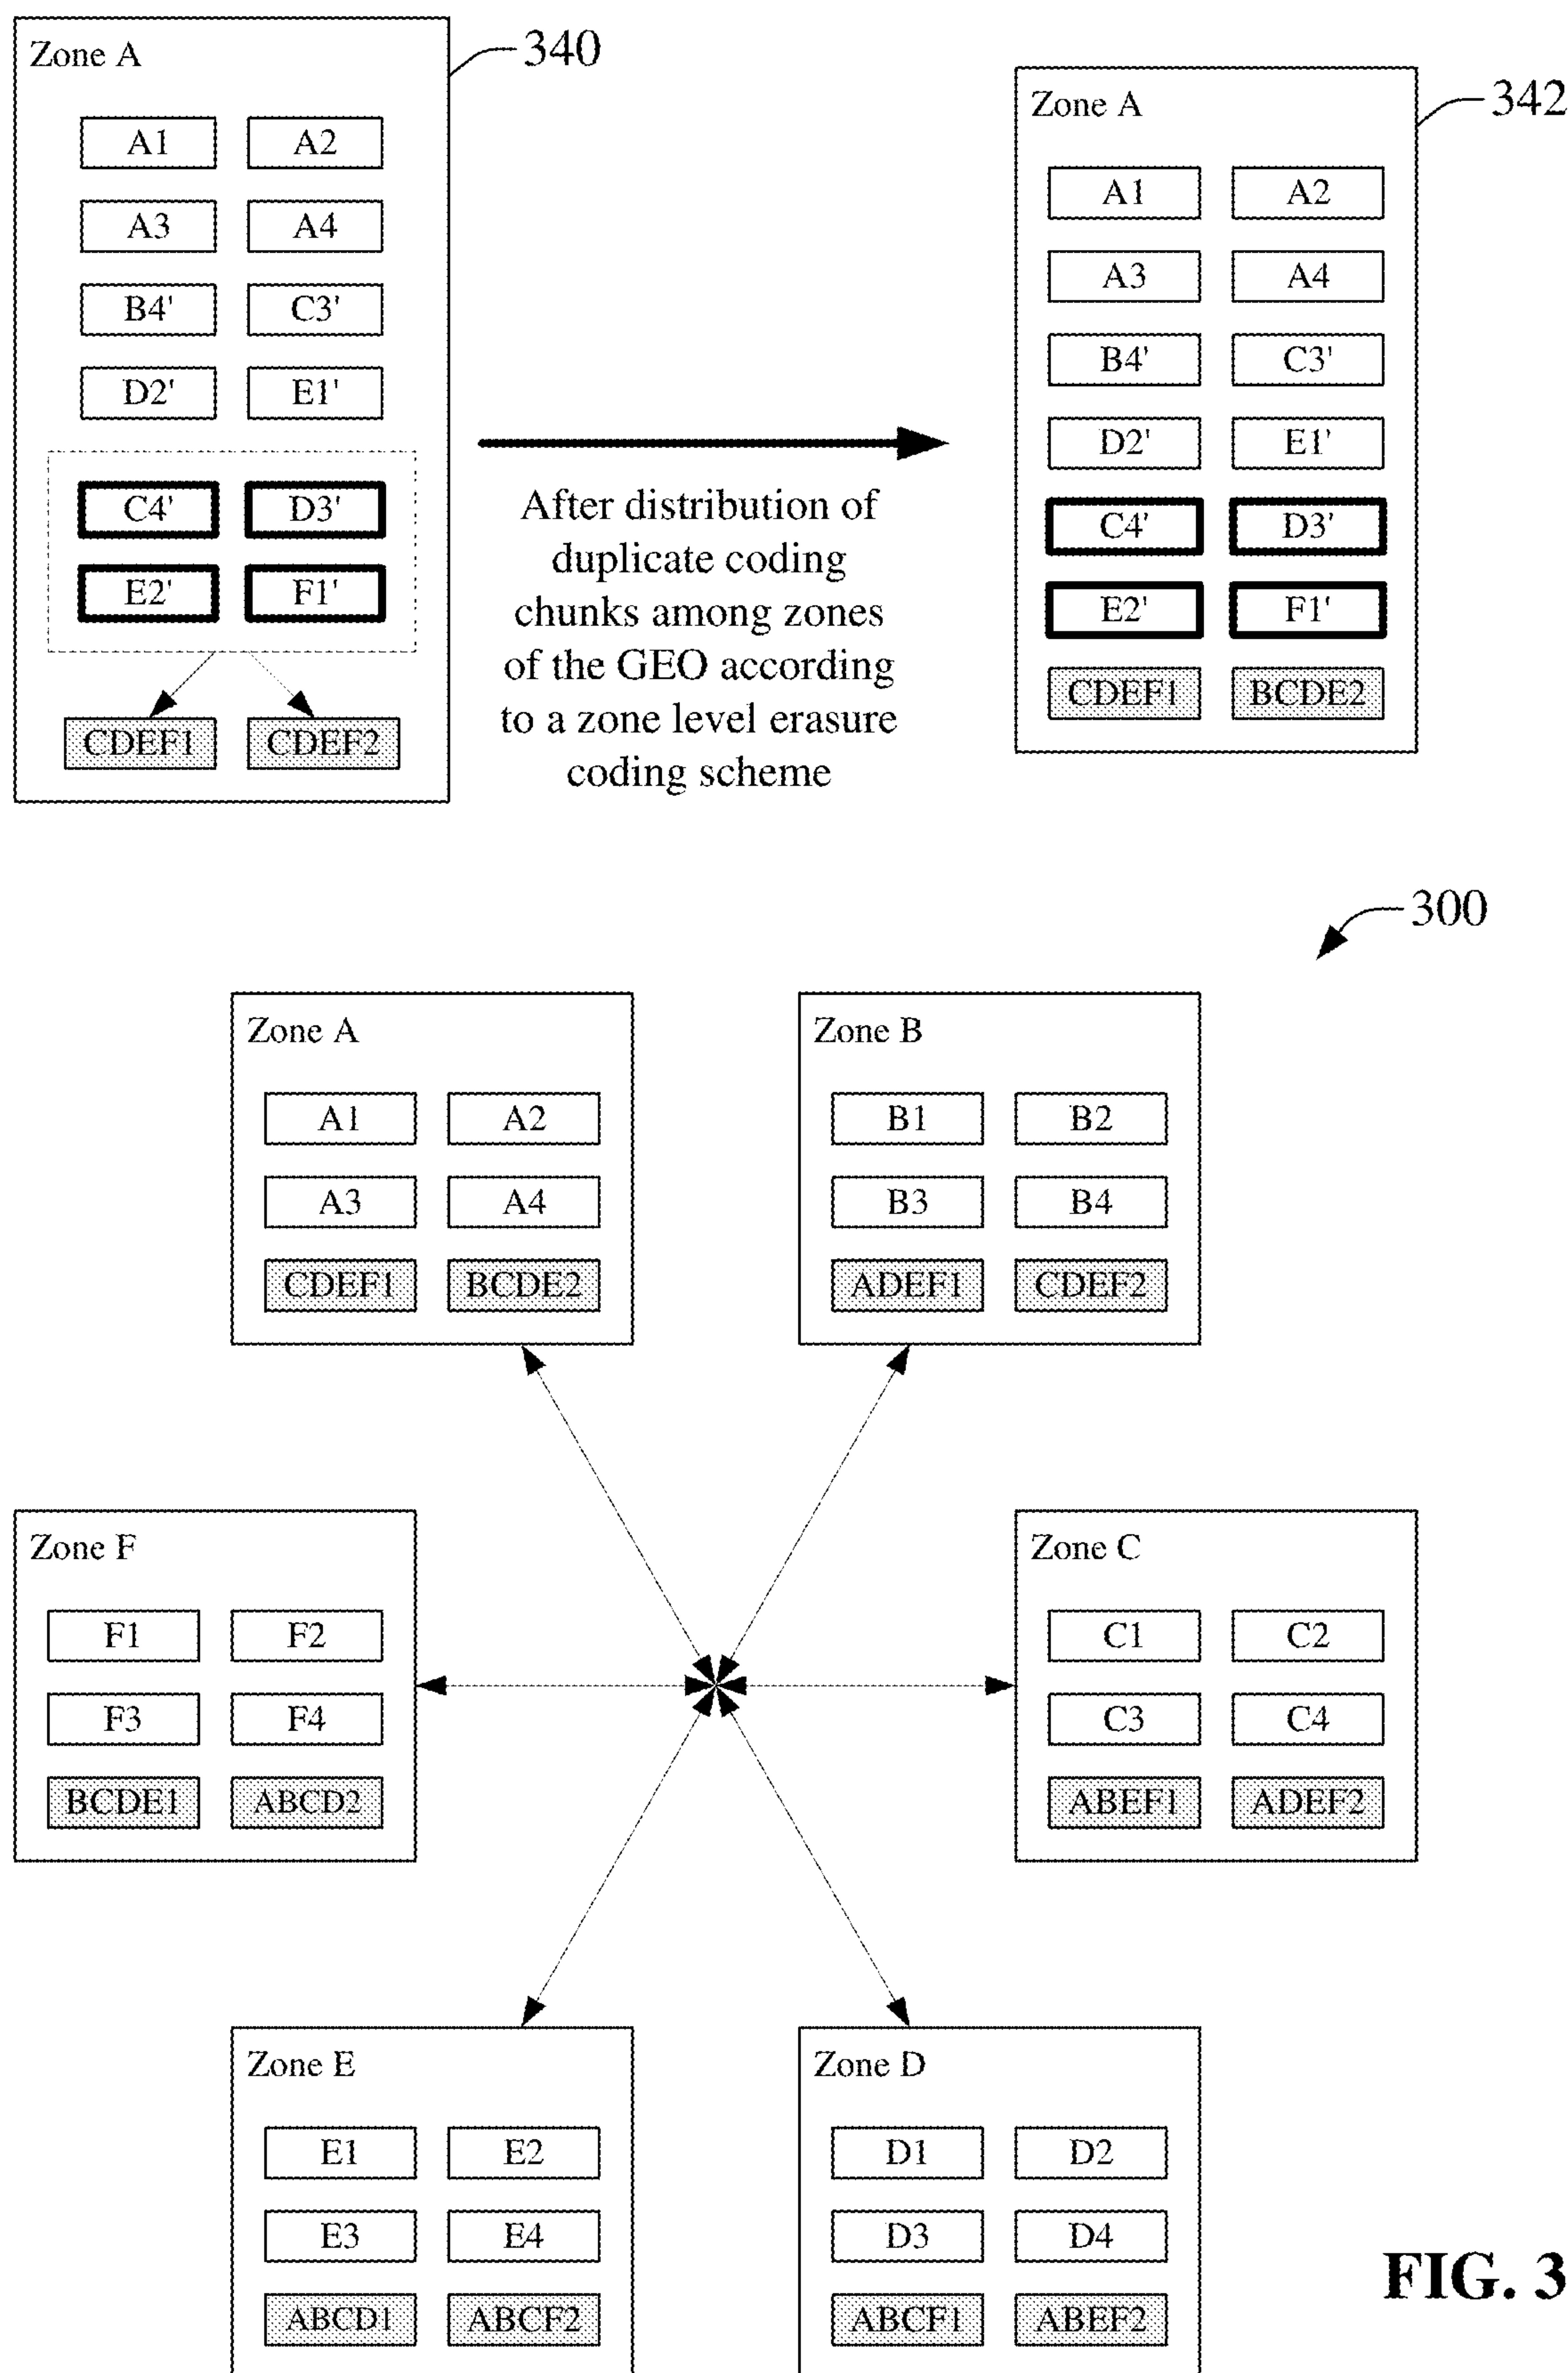 Zone A
340
A1 A2
A3 A4
B4' C3'
D2' E1'
C4' D3'
E2' F1'
CDEF1 CDEF2
After distribution of
duplicate coding
chunks among zones
of the GEO according
to a zone level erasure
coding scheme
Zone A
342
A1 A2
A3 A4
B4' C3'
D2' E1'
C4' D3'
E2' F1'
CDEF1 BCDE2
300
Zone A
A1 A2
A3 A4
CDEF1 BCDE2
Zone B
B1 B2
B3 B4
ADEF1 CDEF2
Zone F
F1 F2
F3 F4
BCDE1 ABCD2
Zone C
C1 C2
C3 C4
ABEF1 ADEF2
Zone E
E1 E2
E3 E4
ABCD1 ABCF2
Zone D
D1 D2
D3 D4
ABCF1 ABEF2
FIG. 3